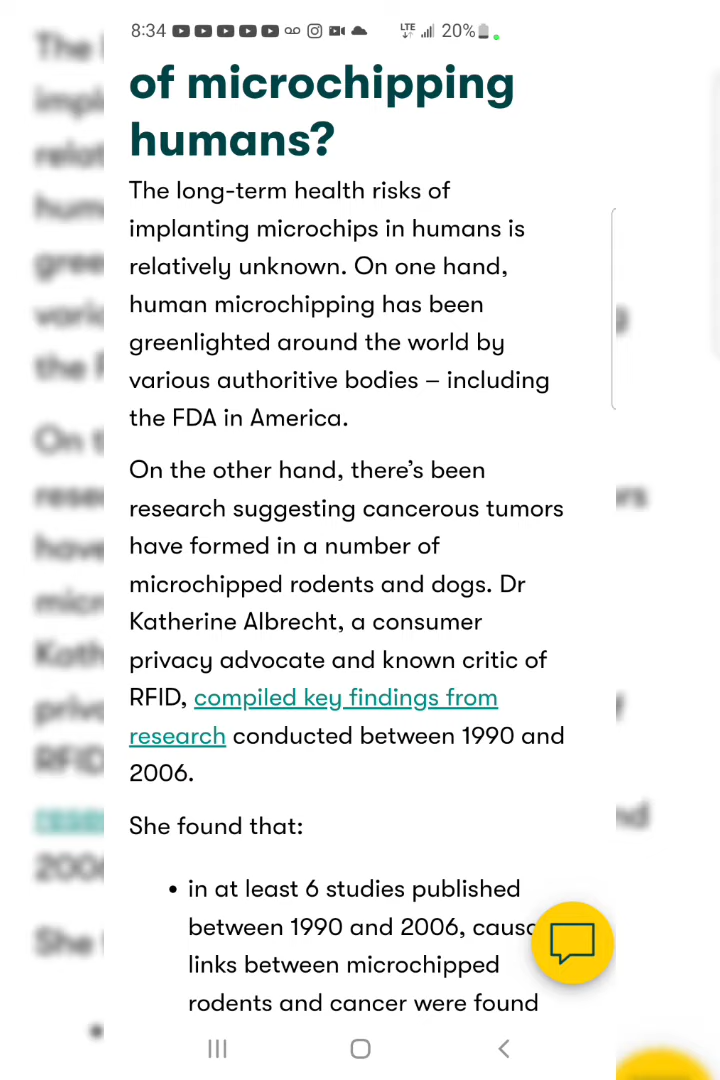 8:34 LTE 20%
of microchipping
humans?
The long-term health risks of
implanting microchips in humans is
relatively unknown. On one hand,
human microchipping has been
greenlighted around the world by
various authoritive bodies – including
the FDA in America.
On the other hand, there's been
research suggesting cancerous tumors
have formed in a number of
microchipped rodents and dogs. Dr
Katherine Albrecht, a consumer
privacy advocate and known critic of
RFID, compiled key findings from
research conducted between 1990 and
2006.
She found that:
• in at least 6 studies published
between 1990 and 2006,
links between microchipped
rodents and cancer were found